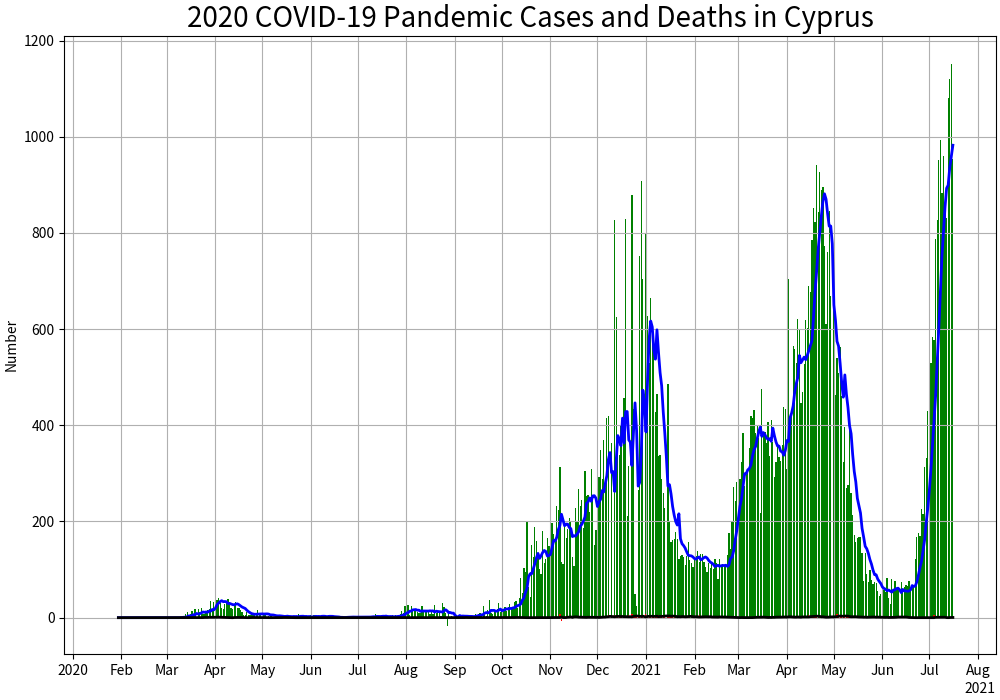 2020 COVID-19 Pandemic Cases and Deaths in Cyprus
1200
1000
800
600
400
200
0
Number
2020 Feb Mar Apr May Jun Jul Aug Sep Oct Nov Dec 2021 Feb Mar Apr May Jun Jul Aug
2021